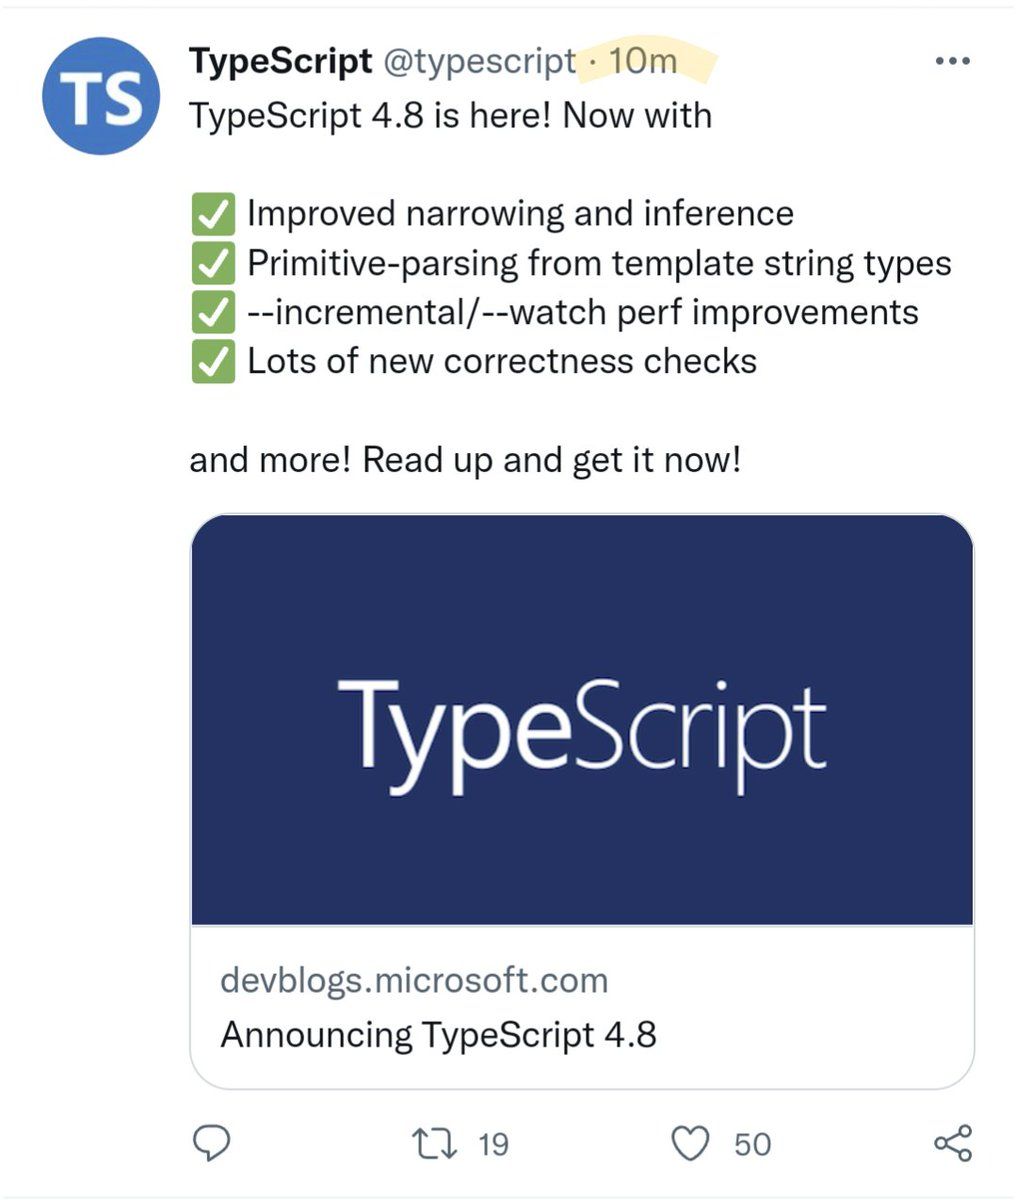 TS
TypeScript @typescript · 10m
TypeScript 4.8 is here! Now with
✅ Improved narrowing and inference
✅ Primitive-parsing from template string types
✅ --incremental/--watch perf improvements
✅ Lots of new correctness checks
and more! Read up and get it now!
TypeScript
devblogs.microsoft.com
Announcing TypeScript 4.8
19 50